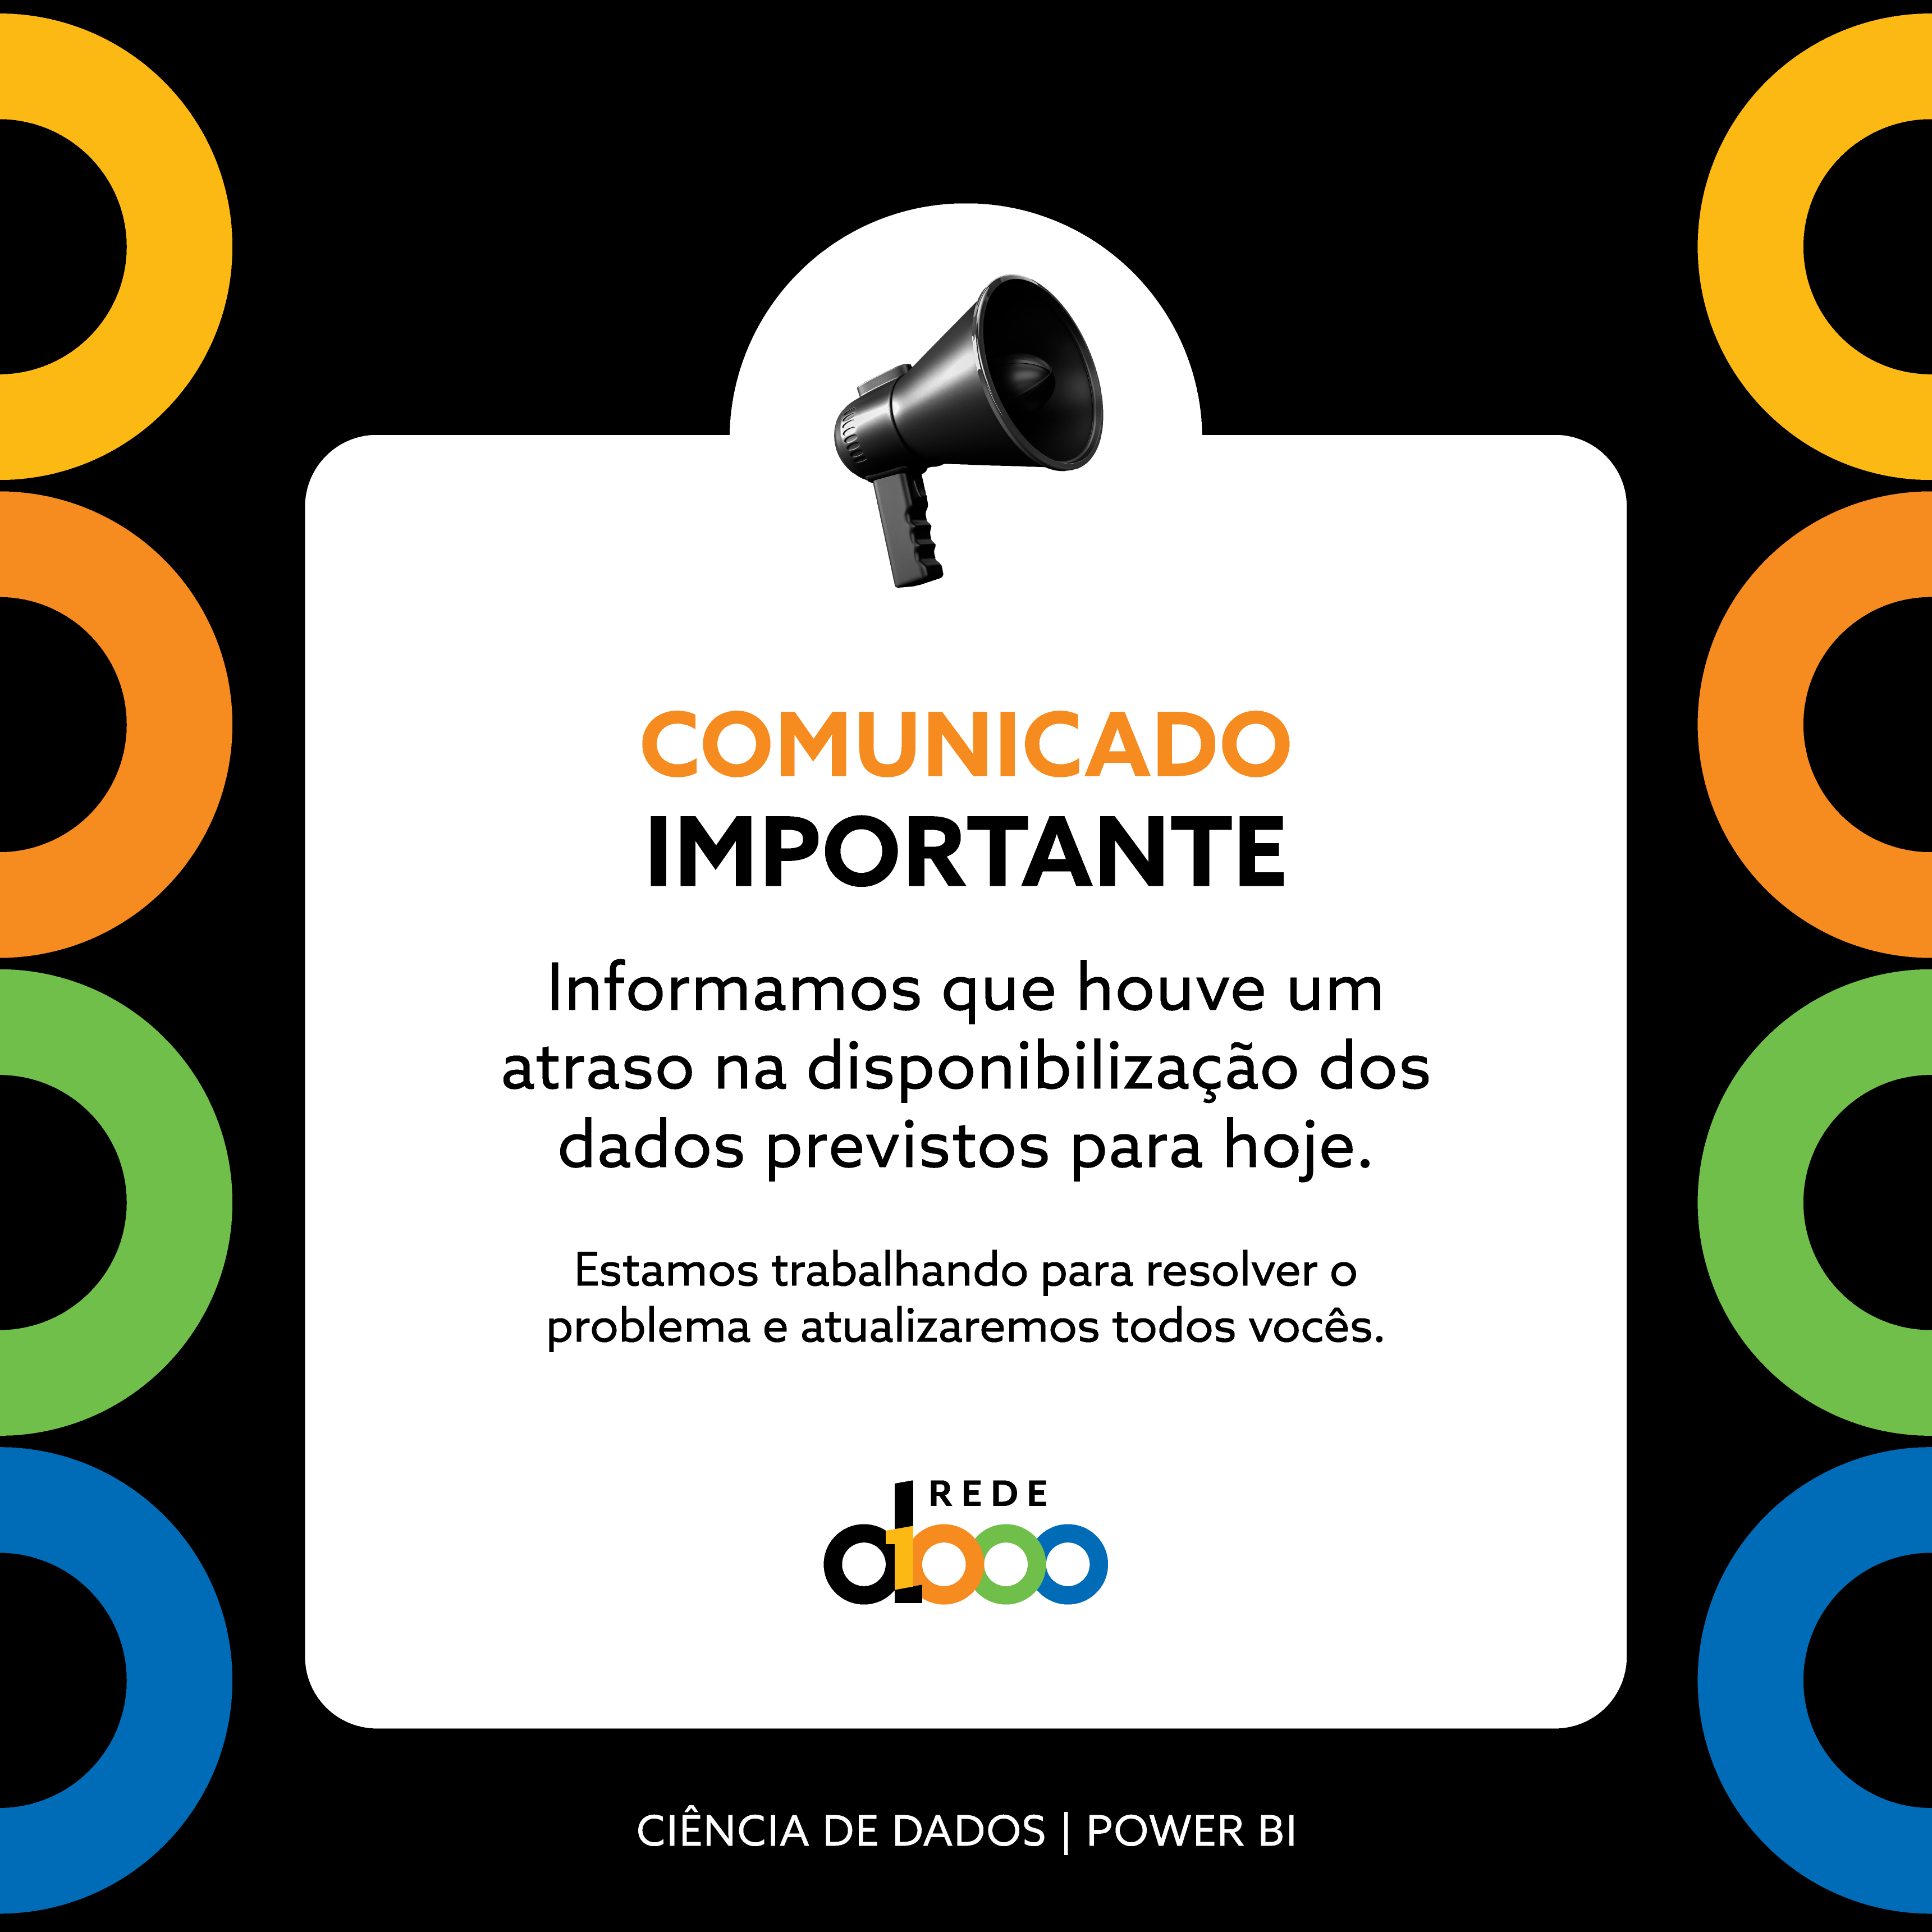 COMUNICADO
IMPORTANTE
Informamos que houve um
atraso na disponibilização dos
dados previstos para hoje.
Estamos trabalhando para resolver o
problema e atualizaremos todos vocês.
REDE
d1000
CIÊNCIA DE DADOS | POWER BI